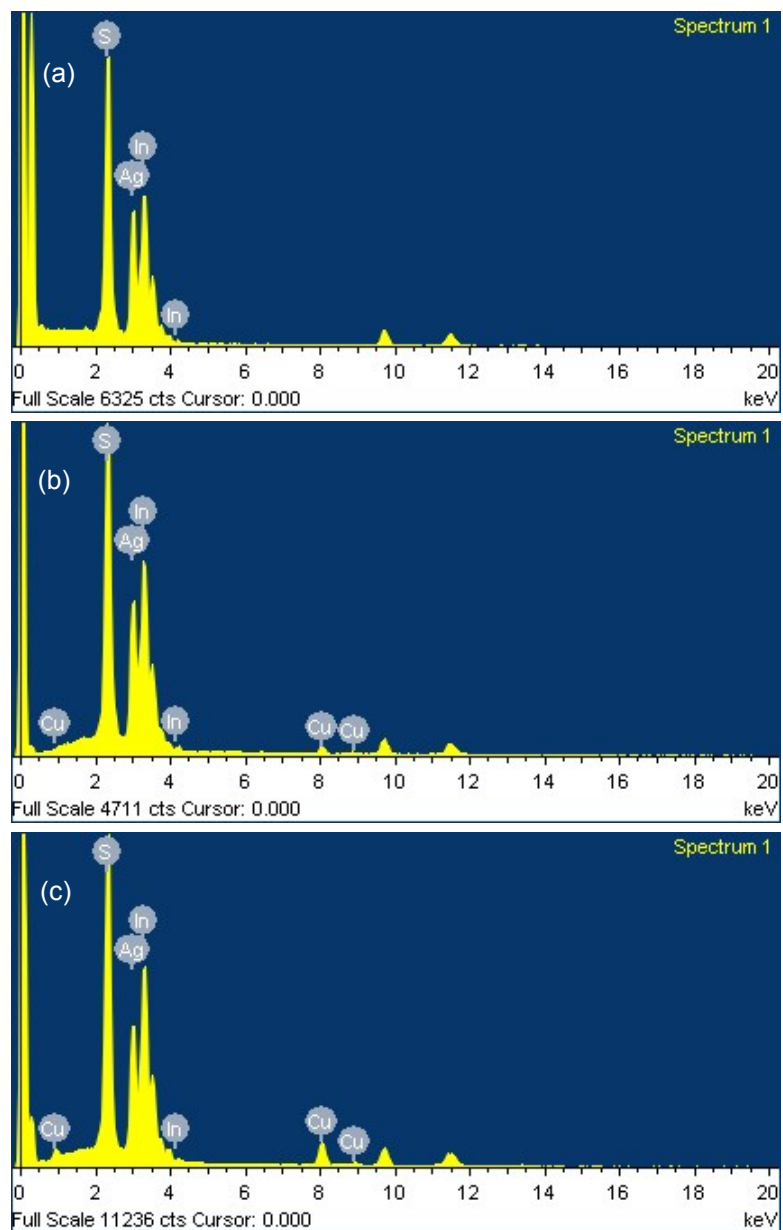 Spectrum 1
S
(a)
In
Ag
In
0 2 4 6 8 10 12 14 16 18 20
Full Scale 6325 cts Cursor: 0.000 keV
Spectrum 1
S
(b)
In
Ag
Cu In Cu Cu
0 2 4 6 8 10 12 14 16 18 20
Full Scale 4711 cts Cursor: 0.000 keV
Spectrum 1
S
(c)
In
Ag
Cu In Cu Cu
0 2 4 6 8 10 12 14 16 18 20
Full Scale 11236 cts Cursor: 0.000 keV